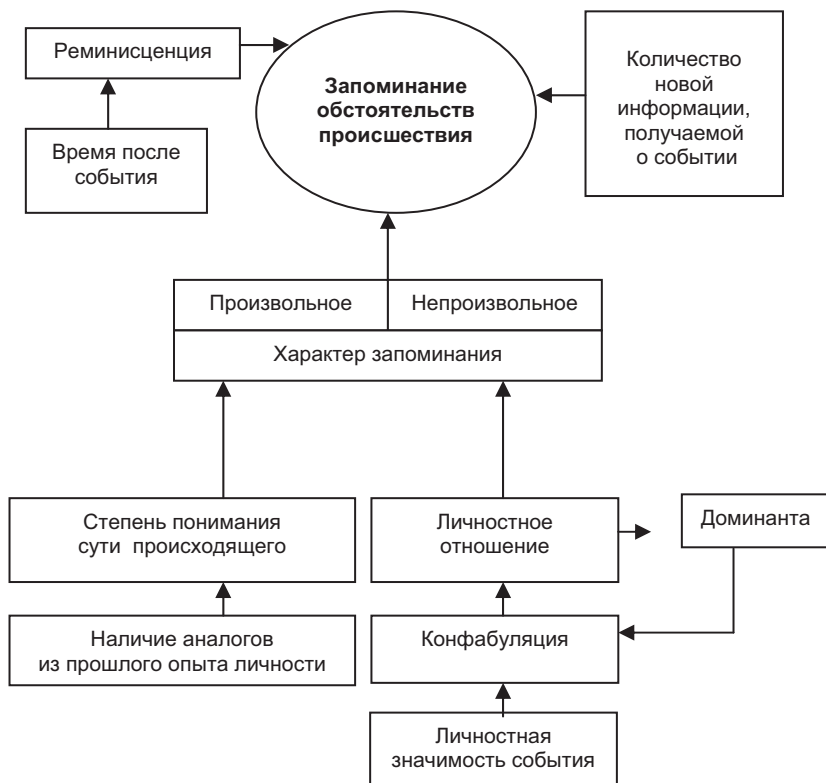 Реминисценция
Запоминание
обстоятельств
происшествия
Количество
новой
информации,
получаемой
о событии
Время после
события
Произвольное
Непроизвольное
Характер запоминания
Степень понимания
сути происходящего
Личностное
отношение
Доминанта
Наличие аналогов
из прошлого опыта личности
Конфабуляция
Личностная
значимость события